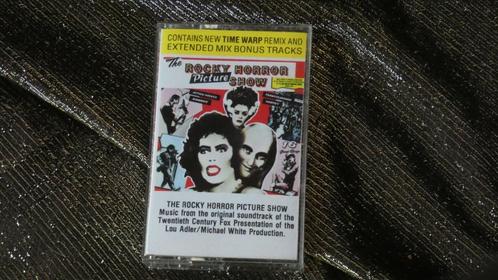 CONTAINS NEW TIME WARP REMIX AND
EXTENDED MIX BONUS TRACKS
The
ROCKY HORROR
Picture SHOW
THE ROCKY HORROR PICTURE SHOW
Music from the original soundtrack of the
Twentieth Century Fox Presentation of the
Lou Adler/Michael White Production.